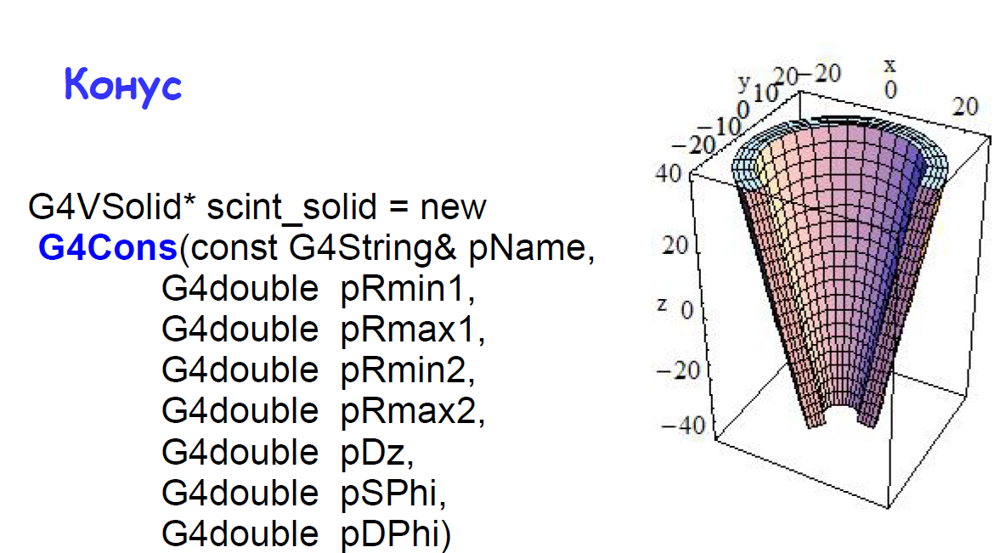 Конус
G4VSolid* scint_solid = new
G4Cons(const G4String& pName,
G4double pRmin1,
G4double pRmax1,
G4double pRmin2,
G4double pRmax2,
G4double pDz,
G4double pSPhi,
G4double pDPhi)
x
-20 0 20
y
20
10
0
-10
-20
40
20
z 0
-20
-40